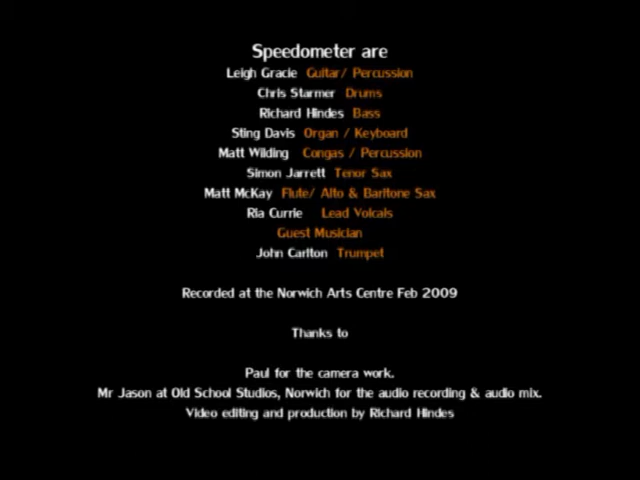 Speedometer are
Leigh Gracie Guitar/ Percussion
Chris Starmer Drums
Richard Hindes Bass
Sting Davis Organ / Keyboard
Matt Wilding Congas / Percussion
Simon Jarrett Tenor Sax
Matt McKay Flute/ Alto & Baritone Sax
Ria Currie Lead Volcals
Guest Musician
John Carlton Trumpet
Recorded at the Norwich Arts Centre Feb 2009
Thanks to
Paul for the camera work.
Mr Jason at Old School Studios, Norwich for the audio recording & audio mix.
Video editing and production by Richard Hindes